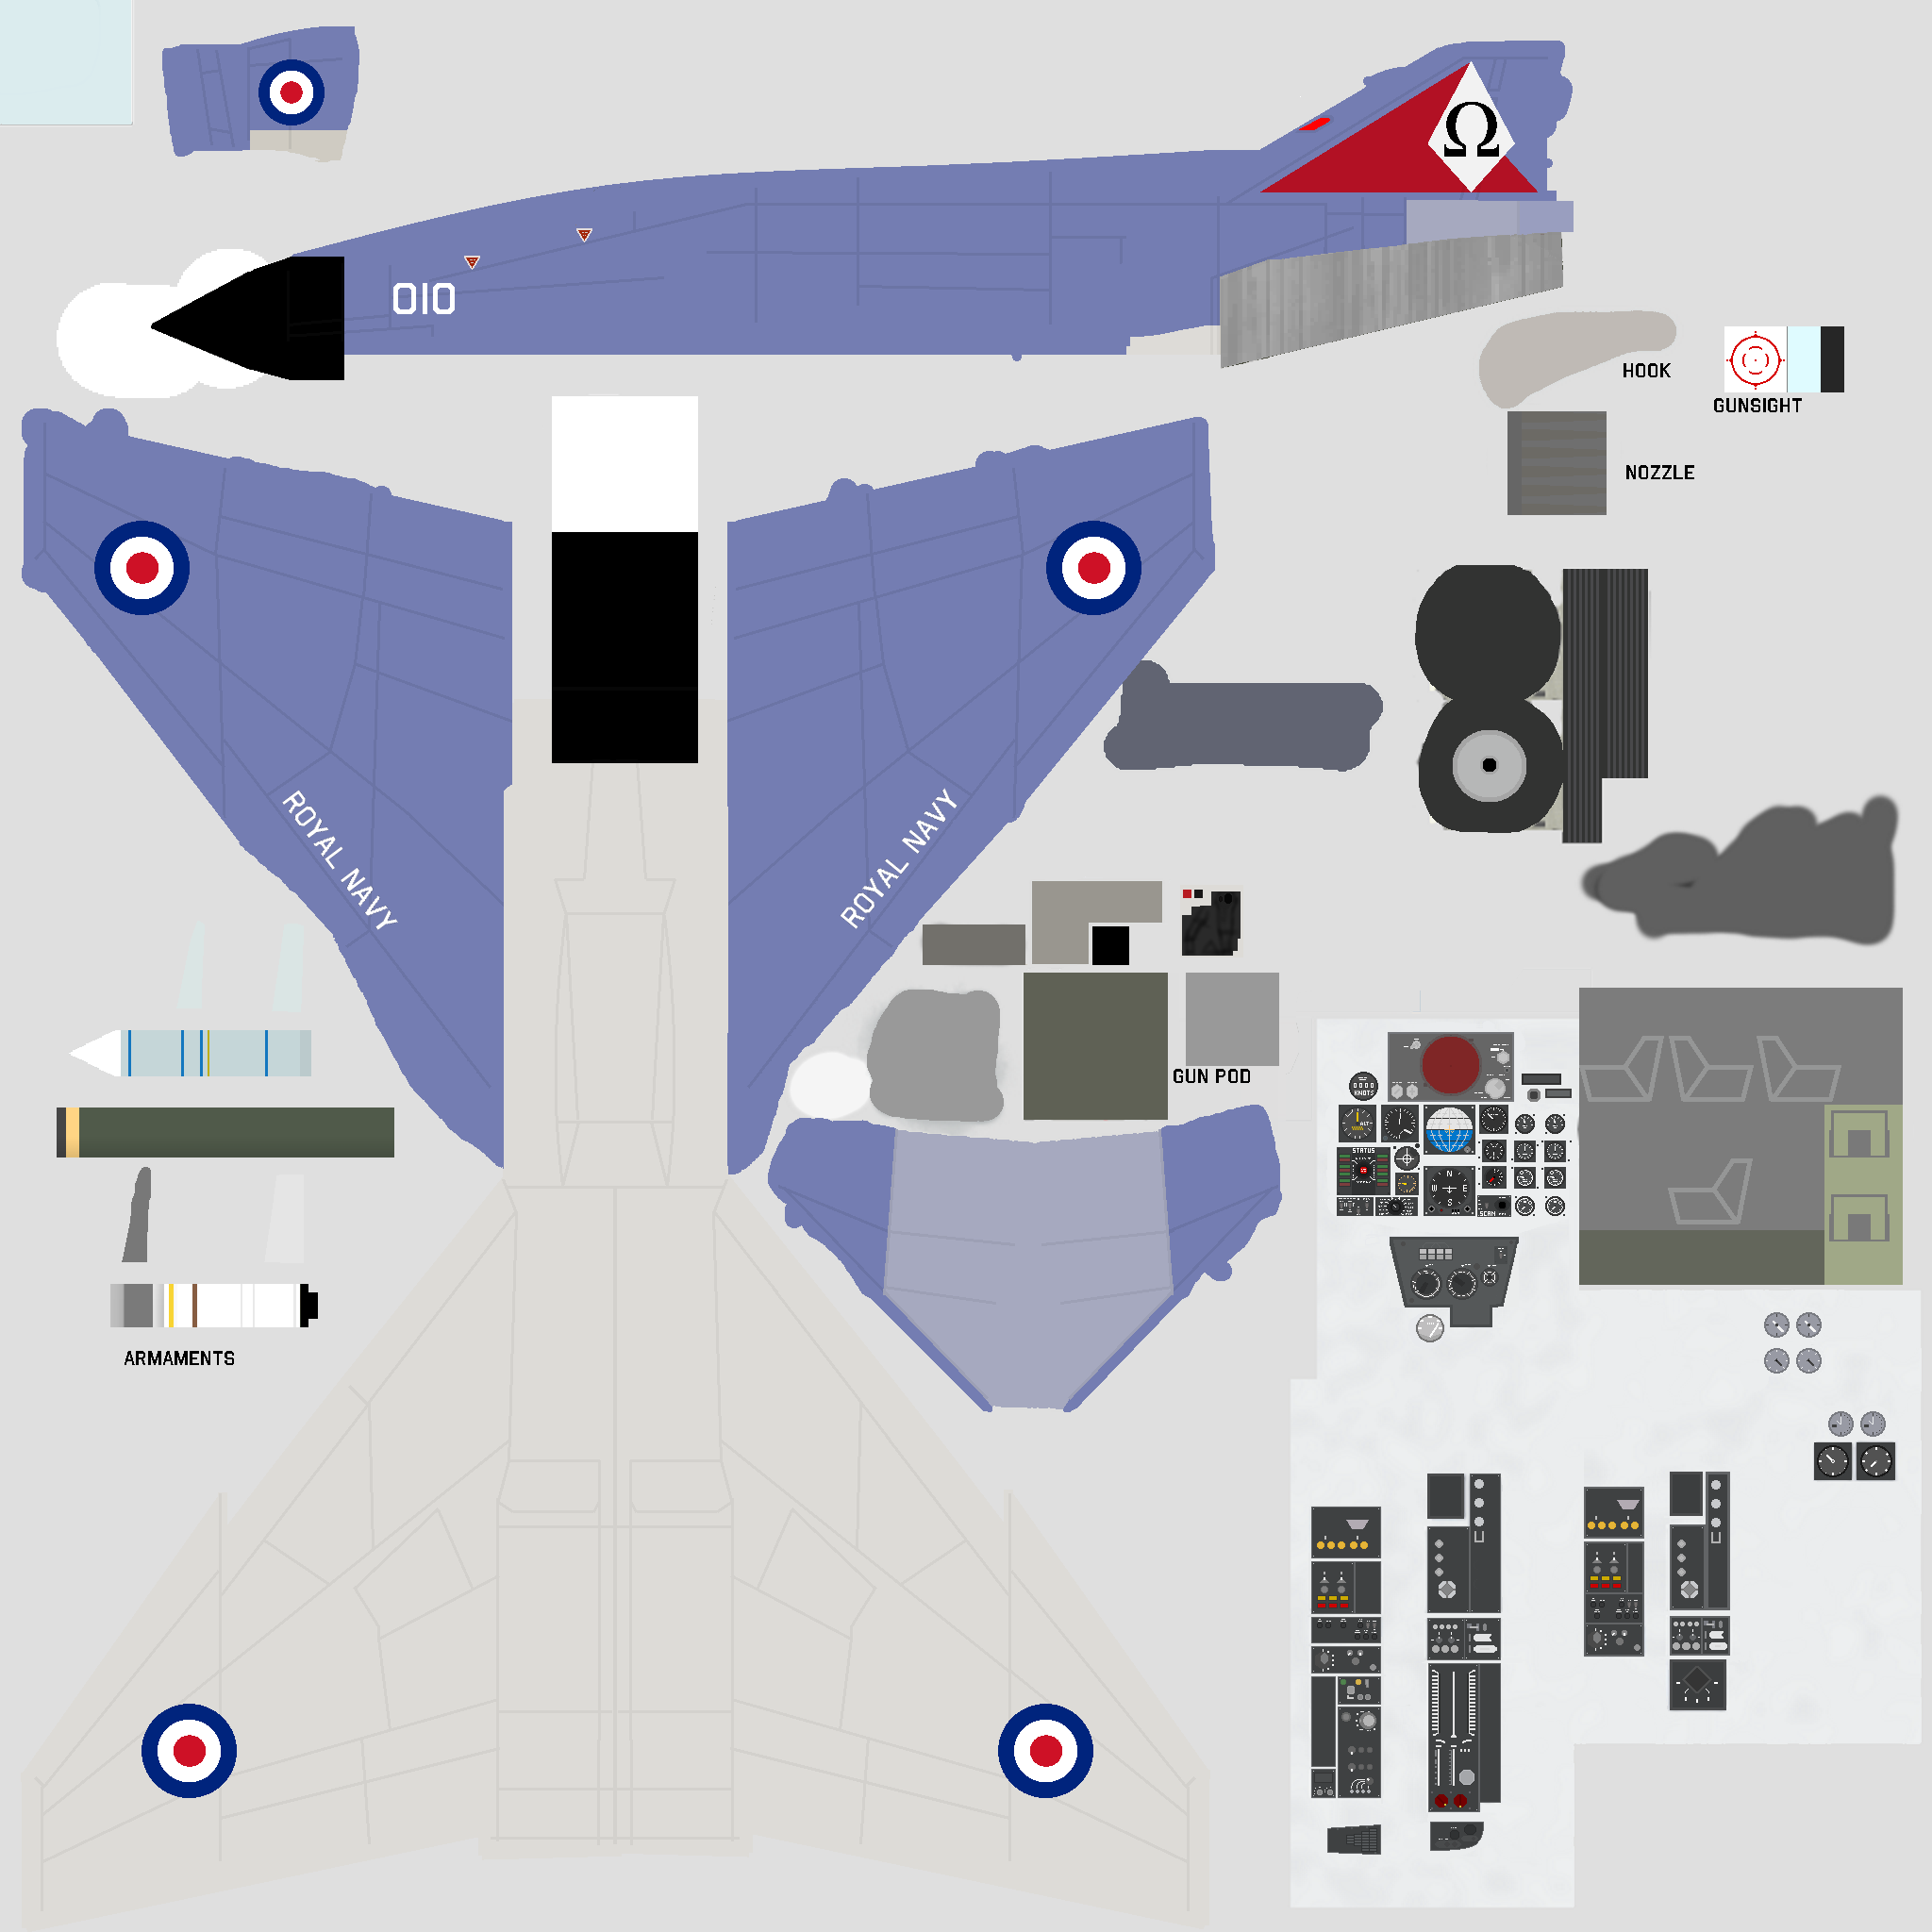 Ω
010
HOOK
GUNSIGHT
NOZZLE
ROYAL NAVY
ROYAL NAVY
GUN POD
KNOTS
ALT
STATUS
N
W E
S
SCAN
ARMAMENTS